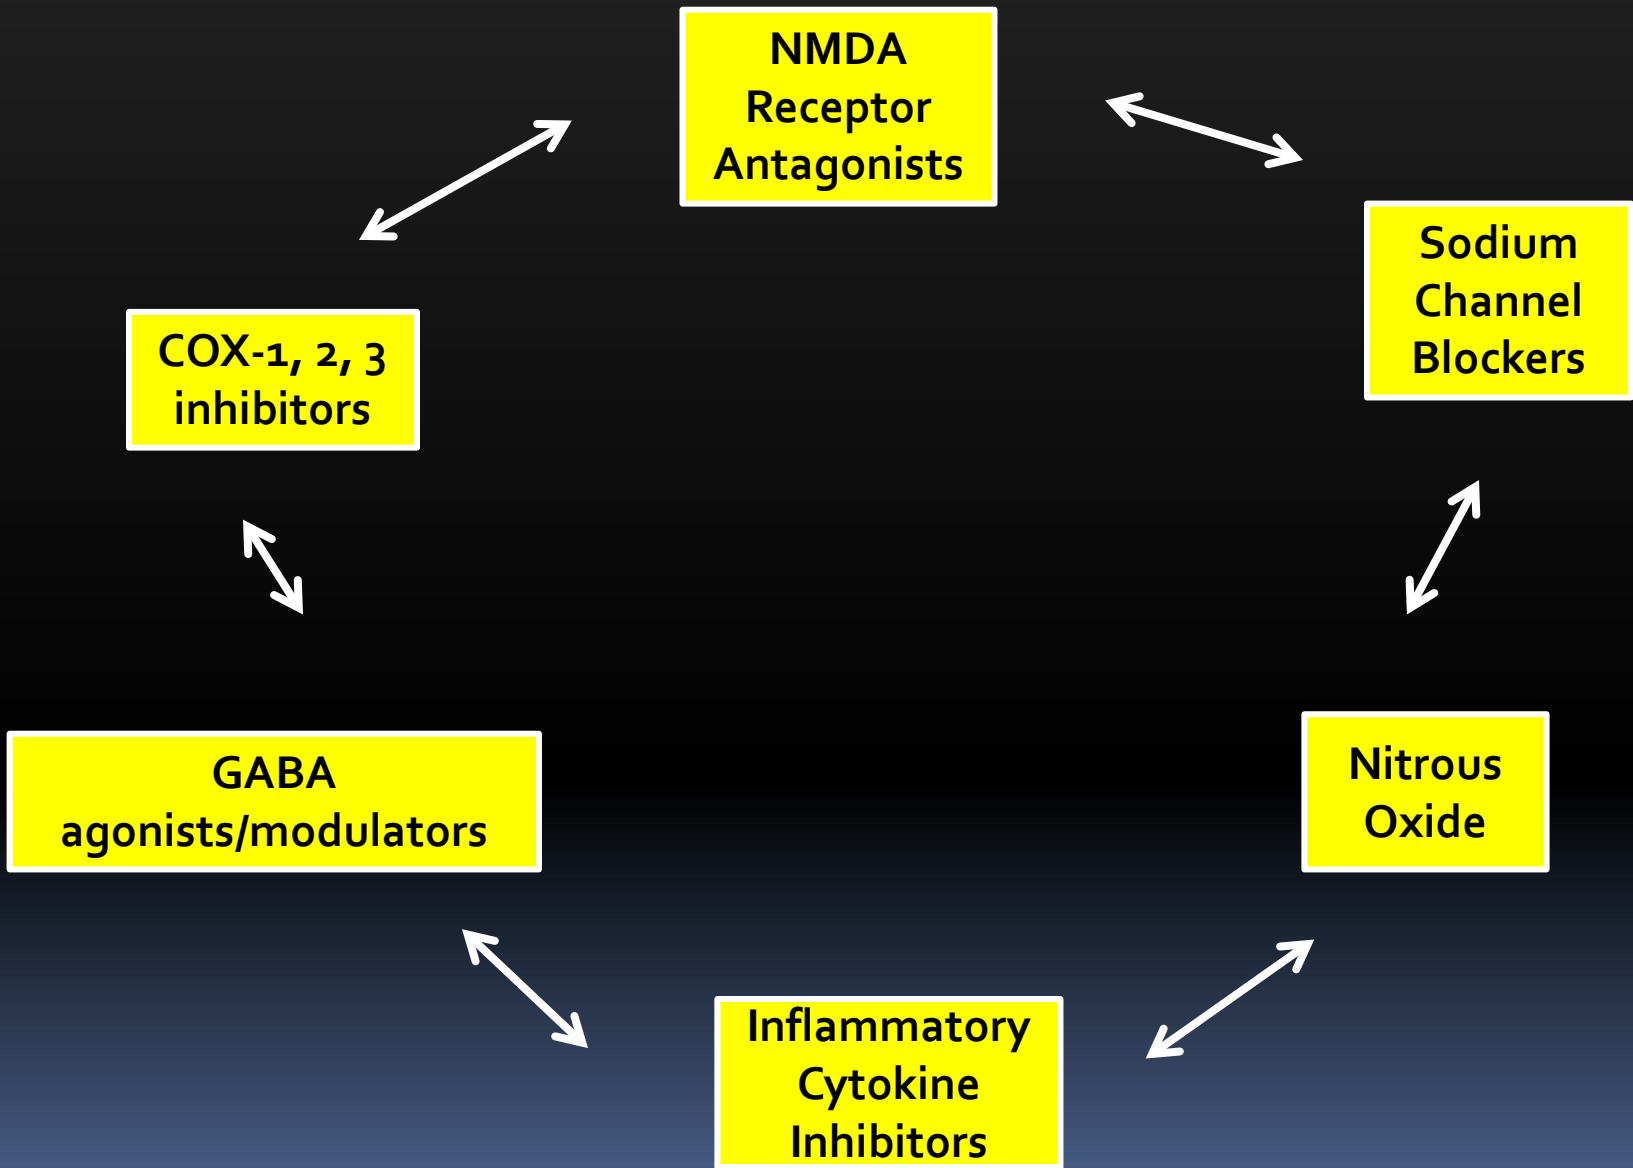 NMDA
Receptor
Antagonists
Sodium
Channel
Blockers
COX-1, 2, 3
inhibitors
GABA
agonists/modulators
Nitrous
Oxide
Inflammatory
Cytokine
Inhibitors